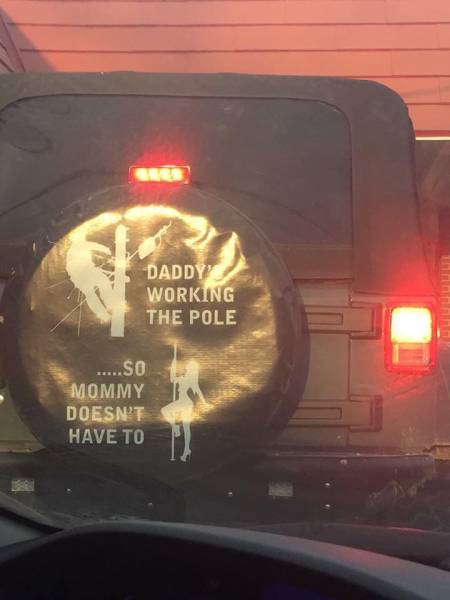 DADDY'S
WORKING
THE POLE
.....SO
MOMMY
DOESN'T
HAVE TO